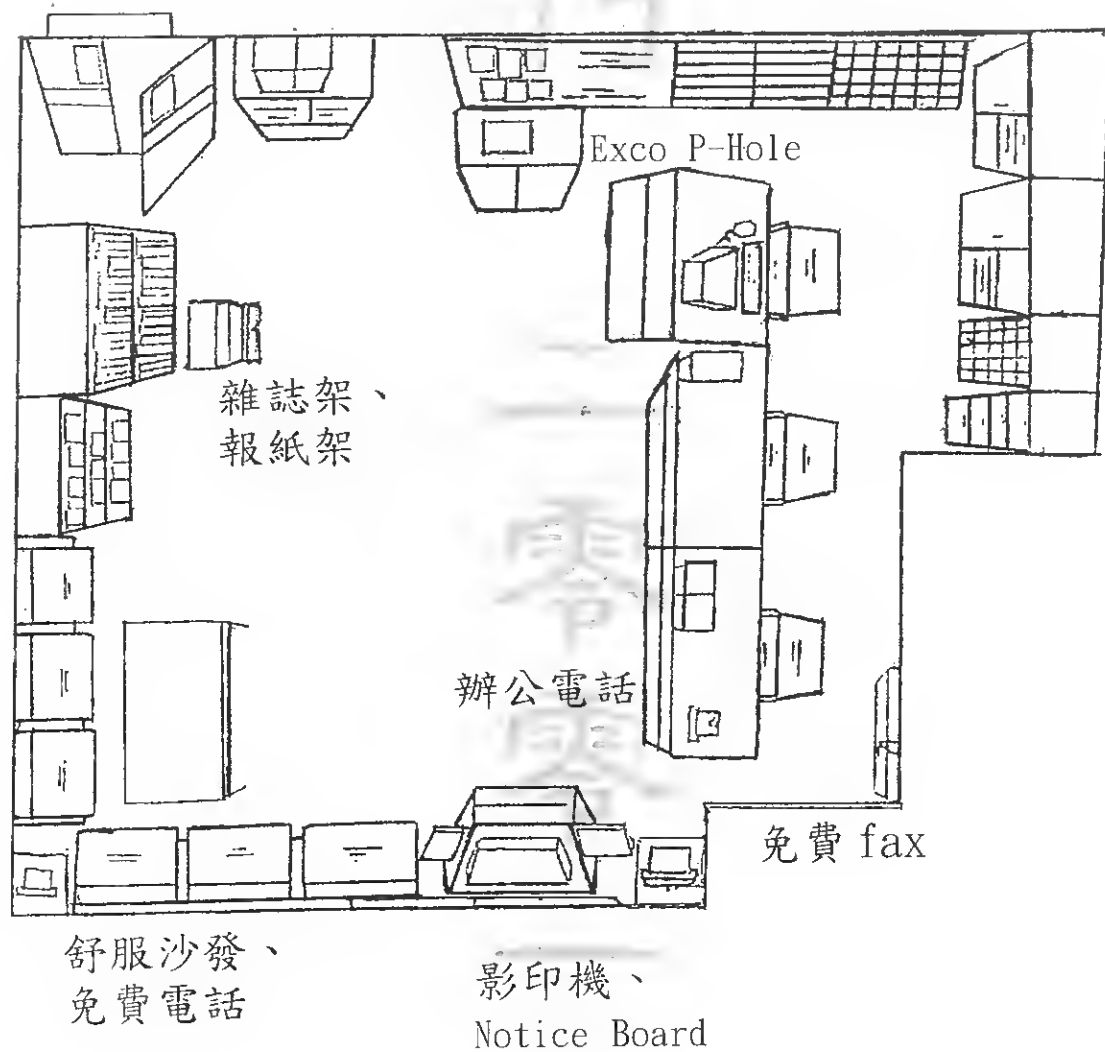 Exco P-Hole
雜誌架、
報紙架
辦公電話
免費 fax
舒服沙發、
免費電話
影印機、
Notice Board